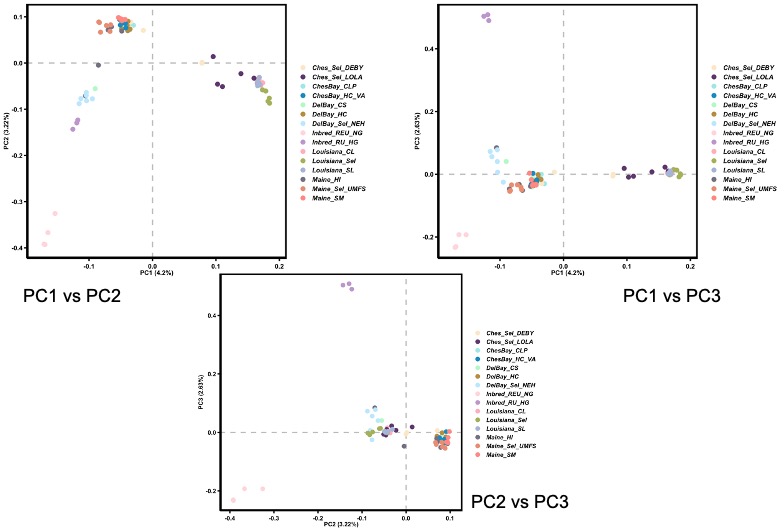 0.1
0.0
-0.1
-0.2
-0.3
-0.4
PC2 (3.22%)
-0.1 0.0 0.1 0.2
PC1 (4.2%)
Ches_Sel_DEBY
Ches_Sel_LOLA
ChesBay_CLP
ChesBay_HC_VA
DelBay_CS
DelBay_HC
DelBay_Sel_NEH
Inbred_REU_NG
Inbred_RU_HG
Louisiana_CL
Louisiana_Sel
Louisiana_SL
Maine_HI
Maine_Sel_UMFS
Maine_SM
PC1 vs PC2
0.4
0.2
0.0
-0.2
PC3 (2.63%)
-0.1 0.0 0.1 0.2
PC1 (4.2%)
Ches_Sel_DEBY
Ches_Sel_LOLA
ChesBay_CLP
ChesBay_HC_VA
DelBay_CS
DelBay_HC
DelBay_Sel_NEH
Inbred_REU_NG
Inbred_RU_HG
Louisiana_CL
Louisiana_Sel
Louisiana_SL
Maine_HI
Maine_Sel_UMFS
Maine_SM
PC1 vs PC3
0.4
0.2
0.0
-0.2
PC3 (2.63%)
-0.4 -0.3 -0.2 -0.1 0.0 0.1
PC2 (3.22%)
Ches_Sel_DEBY
Ches_Sel_LOLA
ChesBay_CLP
ChesBay_HC_VA
DelBay_CS
DelBay_HC
DelBay_Sel_NEH
Inbred_REU_NG
Inbred_RU_HG
Louisiana_CL
Louisiana_Sel
Louisiana_SL
Maine_HI
Maine_Sel_UMFS
Maine_SM
PC2 vs PC3